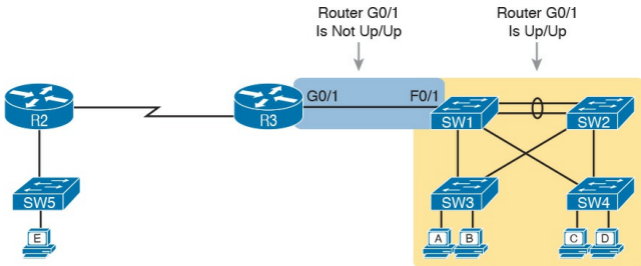 Router G0/1
Is Not Up/Up
Router G0/1
Is Up/Up
G0/1
F0/1
R2
R3
SW1
SW2
SW5
SW3
SW4
E
A
B
C
D